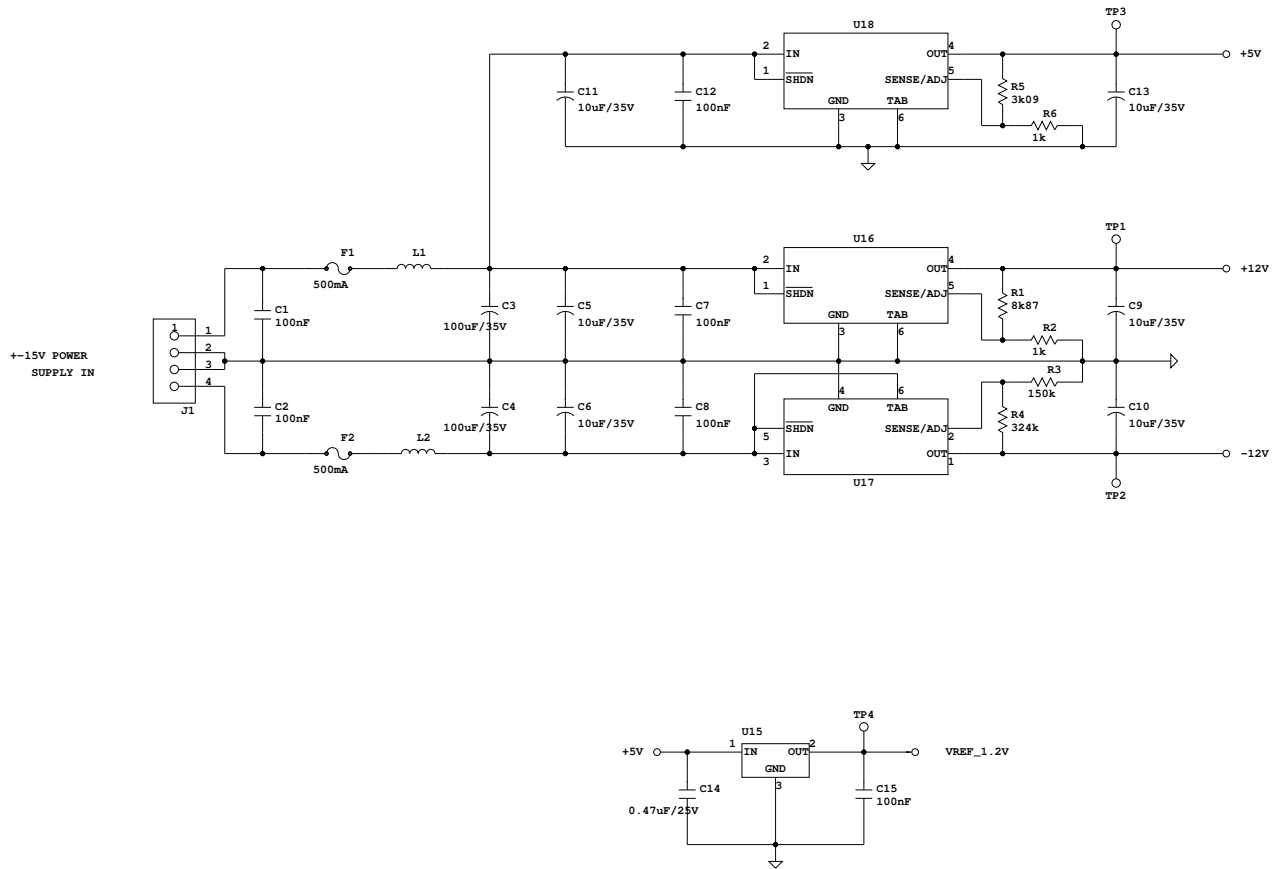 TP3
U18
2 IN OUT 4 +5V
1 SHDN SENSE/ADJ 5
C11
10uF/35V
C12
100nF
GND TAB
3 6
R5
3k09
R6
1k
C13
10uF/35V
TP1
U16
F1
500mA
L1
2 IN OUT 4 +12V
1 SHDN SENSE/ADJ 5
C1
100nF
C3
100uF/35V
C5
10uF/35V
C7
100nF
GND TAB
3 6
R1
8k87
R2
1k
C9
10uF/35V
+-15V POWER
SUPPLY IN
1 1
2
3
4
J1
R3
150k
C2
100nF
C4
100uF/35V
C6
10uF/35V
C8
100nF
4 6
GND TAB
SHDN SENSE/ADJ
5 2
R4
324k
C10
10uF/35V
F2
500mA
L2
IN OUT -12V
3 1
U17
TP2
TP4
U15
+5V 1 IN OUT 2 VREF_1.2V
GND
3
C14
0.47uF/25V
C15
100nF